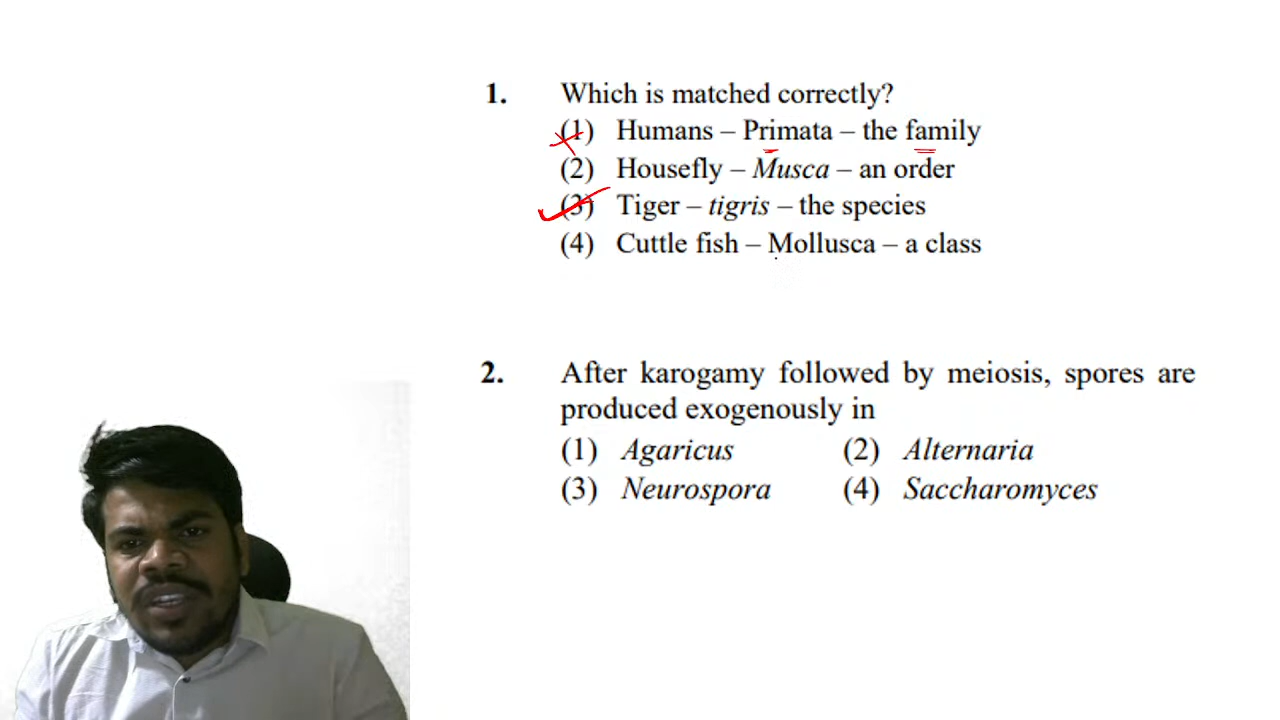 1. Which is matched correctly?
(1) Humans – Primata – the family
(2) Housefly – Musca – an order
(3) Tiger – tigris – the species
(4) Cuttle fish – Mollusca – a class
2. After karogamy followed by meiosis, spores are
produced exogenously in
(1) Agaricus (2) Alternaria
(3) Neurospora (4) Saccharomyces